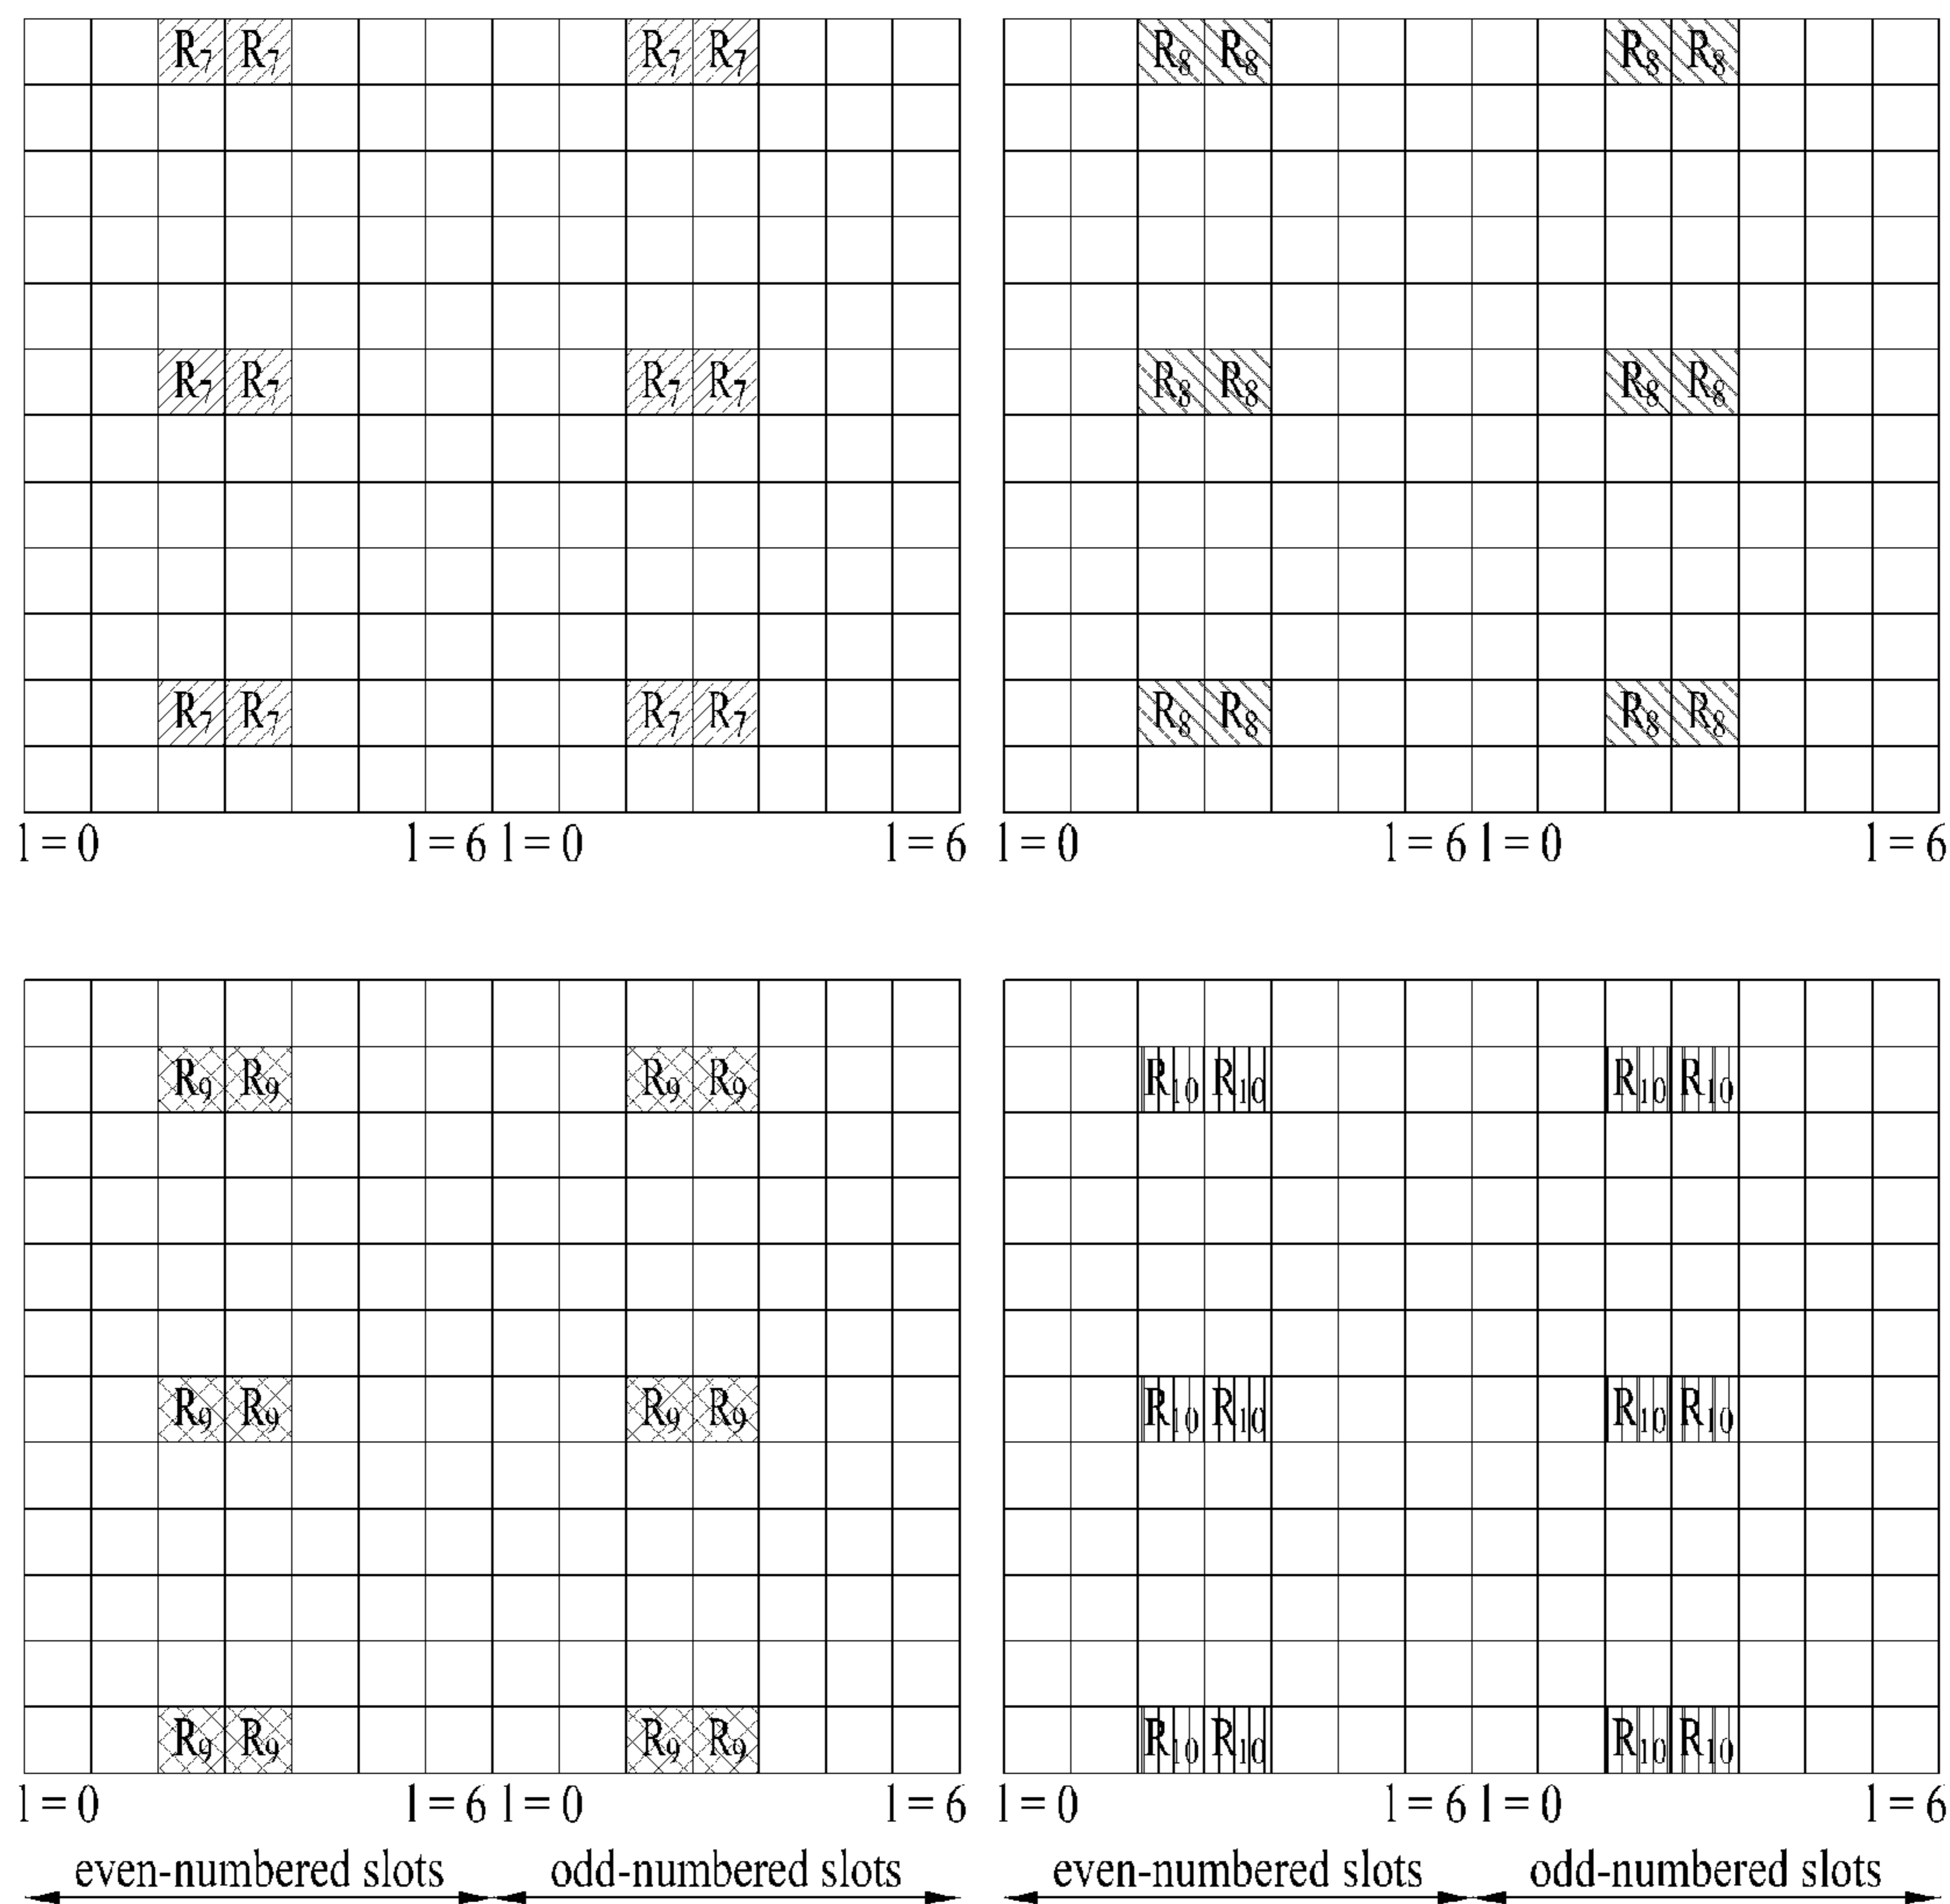 R7 R7 R7 R7 R8 R8 R8 R8
R7 R7 R7 R7 R8 R8 R8 R8
R7 R7 R7 R7 R8 R8 R8 R8
l = 0 l = 6 l = 0 l = 6 l = 0 l = 6 l = 0 l = 6
R9 R9 R9 R9 R10 R10 R10 R10
R9 R9 R9 R9 R10 R10 R10 R10
R9 R9 R9 R9 R10 R10 R10 R10
l = 0 l = 6 l = 0 l = 6 l = 0 l = 6 l = 0 l = 6
even-numbered slots odd-numbered slots even-numbered slots odd-numbered slots